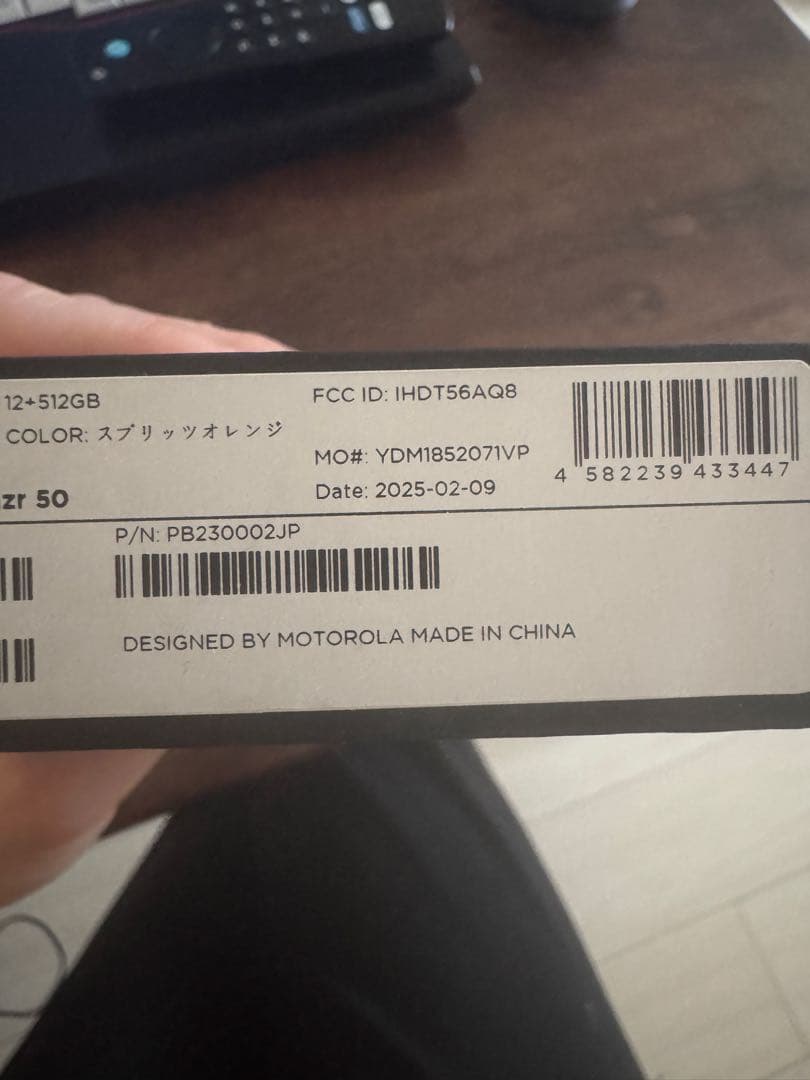 12+512GB
COLOR: スプリッツオレンジ
zr 50
FCC ID: IHDT56AQ8
MO#: YDM1852071VP
Date: 2025-02-09
4 582239 433447
P/N: PB230002JP
DESIGNED BY MOTOROLA MADE IN CHINA